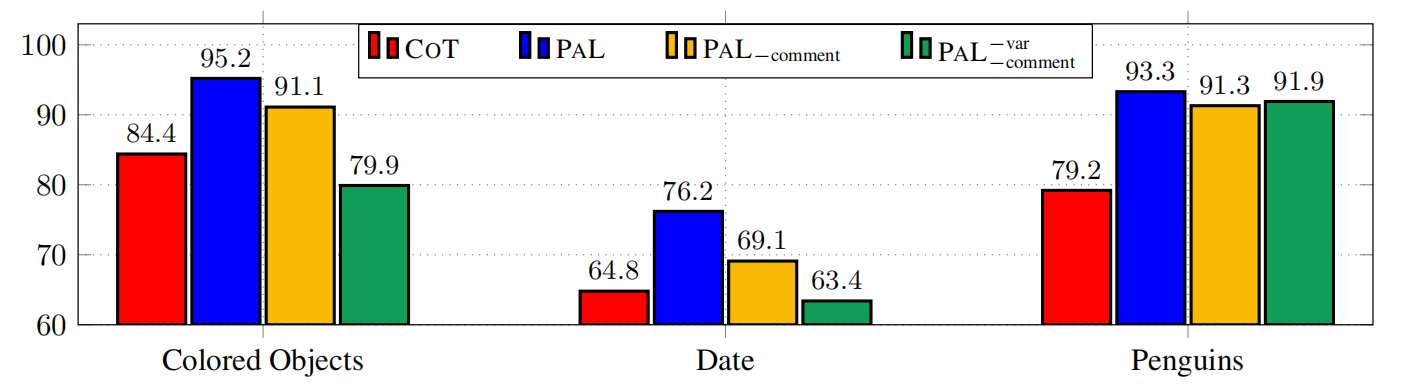 100
90
80
70
60
COT
PAL
PAL−comment
PAL−var−comment
84.4
95.2
91.1
79.9
64.8
76.2
69.1
63.4
79.2
93.3
91.3
91.9
Colored Objects
Date
Penguins